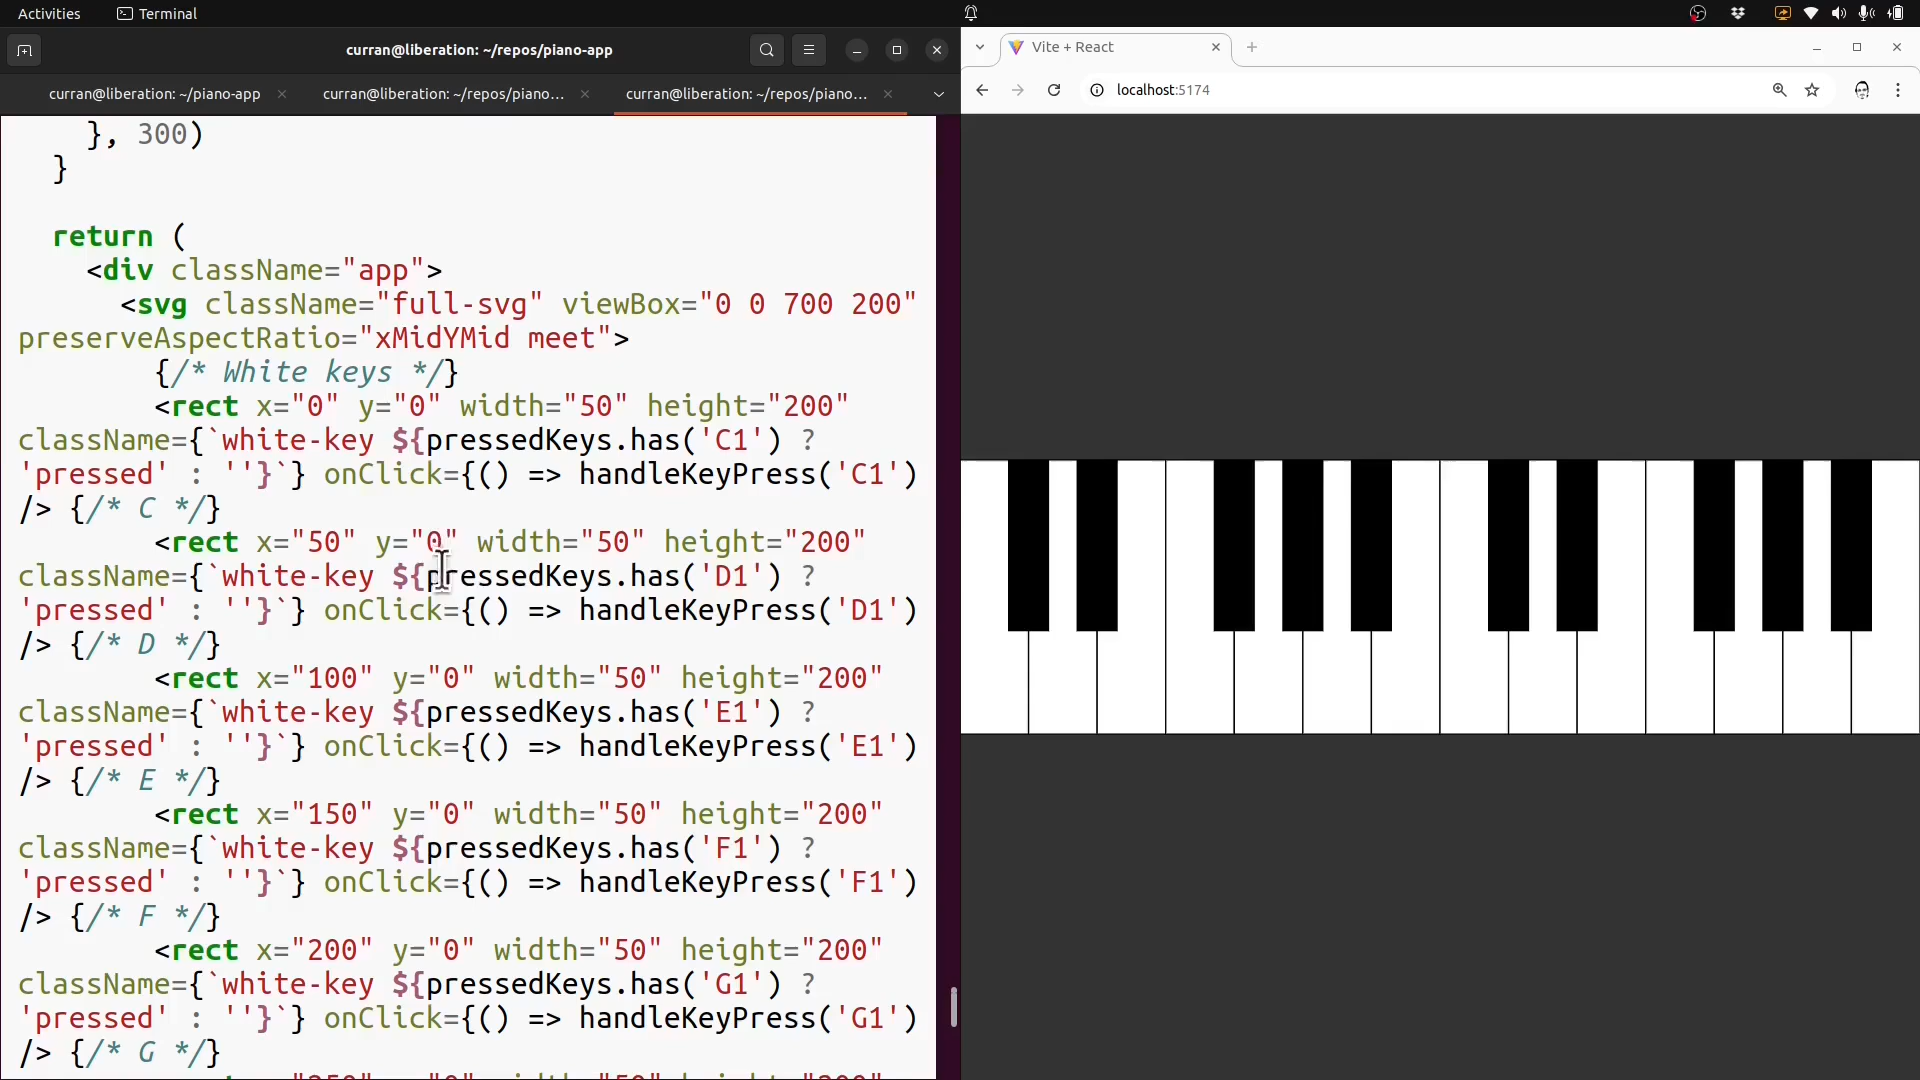 Activities
Terminal
curran@liberation: ~/repos/piano-app
curran@liberation: ~/piano-app
curran@liberation: ~/repos/piano...
curran@liberation: ~/repos/piano...
}, 300)
}
return (
<div className="app">
<svg className="full-svg" viewBox="0 0 700 200"
preserveAspectRatio="xMidYMid meet">
{/* White keys */}
<rect x="0" y="0" width="50" height="200"
className={`white-key ${pressedKeys.has('C1') ?
'pressed' : ''}`} onClick={() => handleKeyPress('C1')
/> {/* C */}
<rect x="50" y="0" width="50" height="200"
className={`white-key ${pressedKeys.has('D1') ?
'pressed' : ''}`} onClick={() => handleKeyPress('D1')
/> {/* D */}
<rect x="100" y="0" width="50" height="200"
className={`white-key ${pressedKeys.has('E1') ?
'pressed' : ''}`} onClick={() => handleKeyPress('E1')
/> {/* E */}
<rect x="150" y="0" width="50" height="200"
className={`white-key ${pressedKeys.has('F1') ?
'pressed' : ''}`} onClick={() => handleKeyPress('F1')
/> {/* F */}
<rect x="200" y="0" width="50" height="200"
className={`white-key ${pressedKeys.has('G1') ?
'pressed' : ''}`} onClick={() => handleKeyPress('G1')
/> {/* G */}
Vite + React
localhost:5174